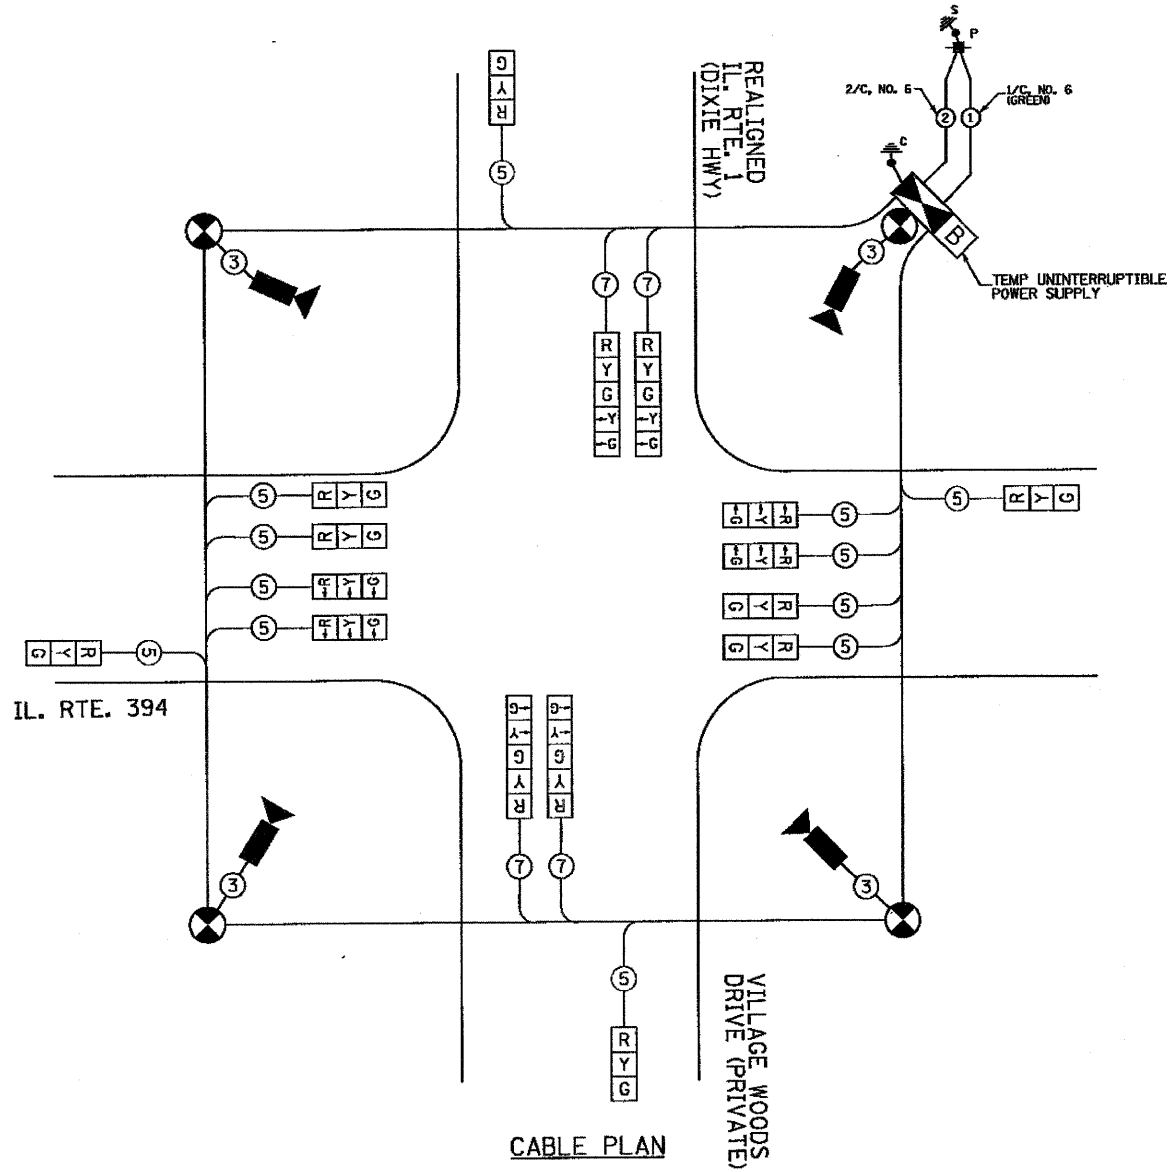 S
P
2/C, NO. 6
1/C, NO. 6
(GREEN)
2
1
C
B
TEMP UNINTERRUPTIBLE
POWER SUPPLY
REALIGNED
IL. RTE. 1
(DIXIE HWY)
G Y R
5
3
3
7
7
R Y G ←Y ←G
R Y G ←Y ←G
5
R Y G
5
R Y G
5
←R ←Y ←G
5
←R ←Y ←G
R Y G
5
IL. RTE. 394
←G ←Y ←R
5
←G ←Y ←R
5
G Y R
5
G Y R
5
5
R Y G
←G ←Y G Y R
←G ←Y G Y R
7
7
3
3
5
R Y G
VILLAGE WOODS
DRIVE (PRIVATE)
CABLE PLAN